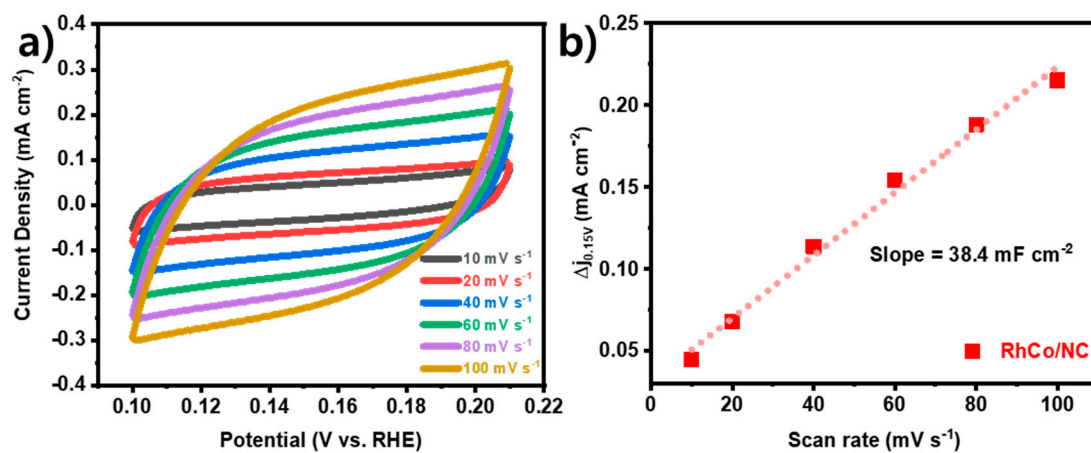 a)
Current Density (mA cm⁻²)
0.4
0.3
0.2
0.1
0.0
-0.1
-0.2
-0.3
-0.4
10 mV s⁻¹
20 mV s⁻¹
40 mV s⁻¹
60 mV s⁻¹
80 mV s⁻¹
100 mV s⁻¹
0.10 0.12 0.14 0.16 0.18 0.20 0.22
Potential (V vs. RHE)
b)
Δj0.15V (mA cm⁻²)
0.25
0.20
0.15
0.10
0.05
Slope = 38.4 mF cm⁻²
RhCo/NC
0 20 40 60 80 100
Scan rate (mV s⁻¹)